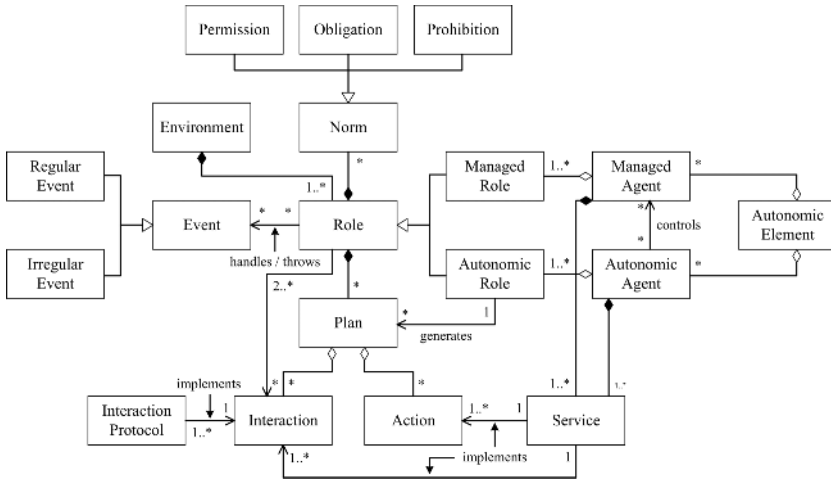 Permission
Obligation
Prohibition
Environment
Norm
Regular
Event
Managed
Role
1..*
Managed
Agent
*
*
1..*
*
Event
*
*
Role
*
controls
Autonomic
Element
handles / throws
*
Irregular
Event
Autonomic
Role
1..*
Autonomic
Agent
*
2..*
*
Plan
*
1
generates
implements
*
*
*
1..*
1..*
Interaction
Protocol
1
1..*
Interaction
Action
1..*
1
Service
1..*
implements
1